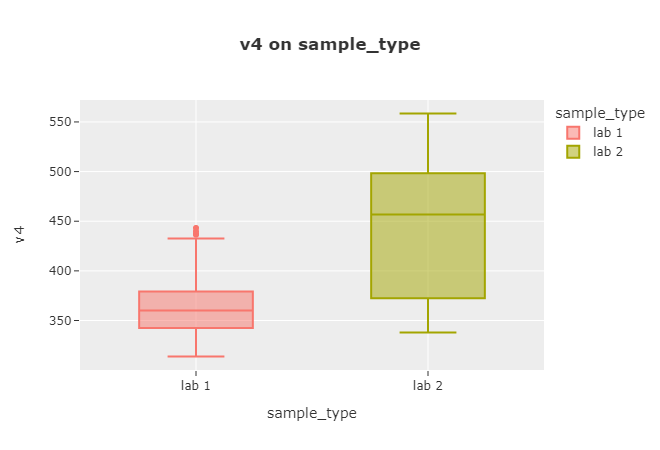 v4 on sample_type
sample_type
lab 1
lab 2
550
500
450
400
350
v4
lab 1
lab 2
sample_type